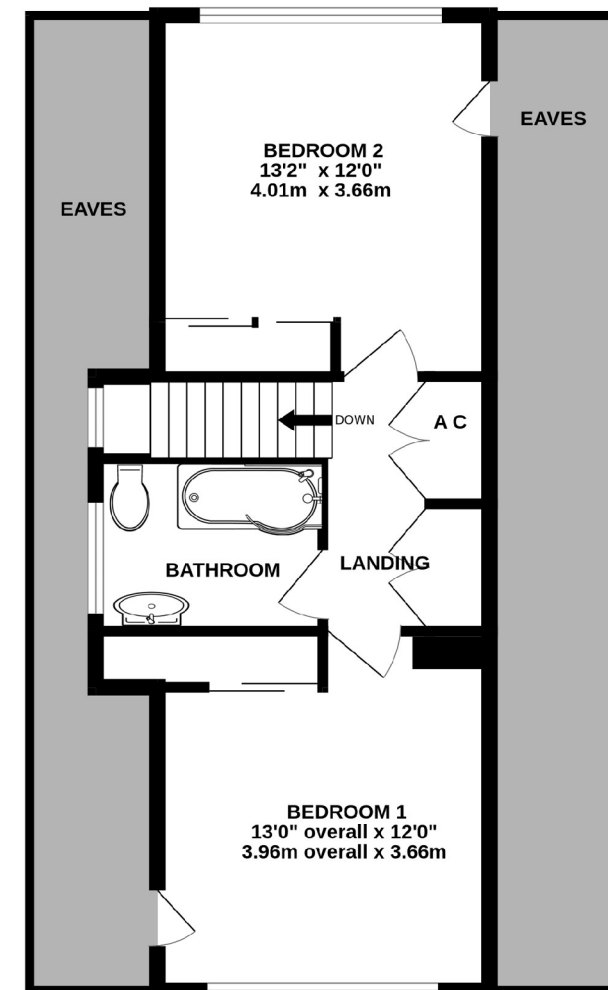 EAVES
BEDROOM 2
13'2"  x 12'0"
4.01m  x 3.66m
EAVES
DOWN
A C
LANDING
BATHROOM
BEDROOM 1
13'0" overall x 12'0"
3.96m overall x 3.66m